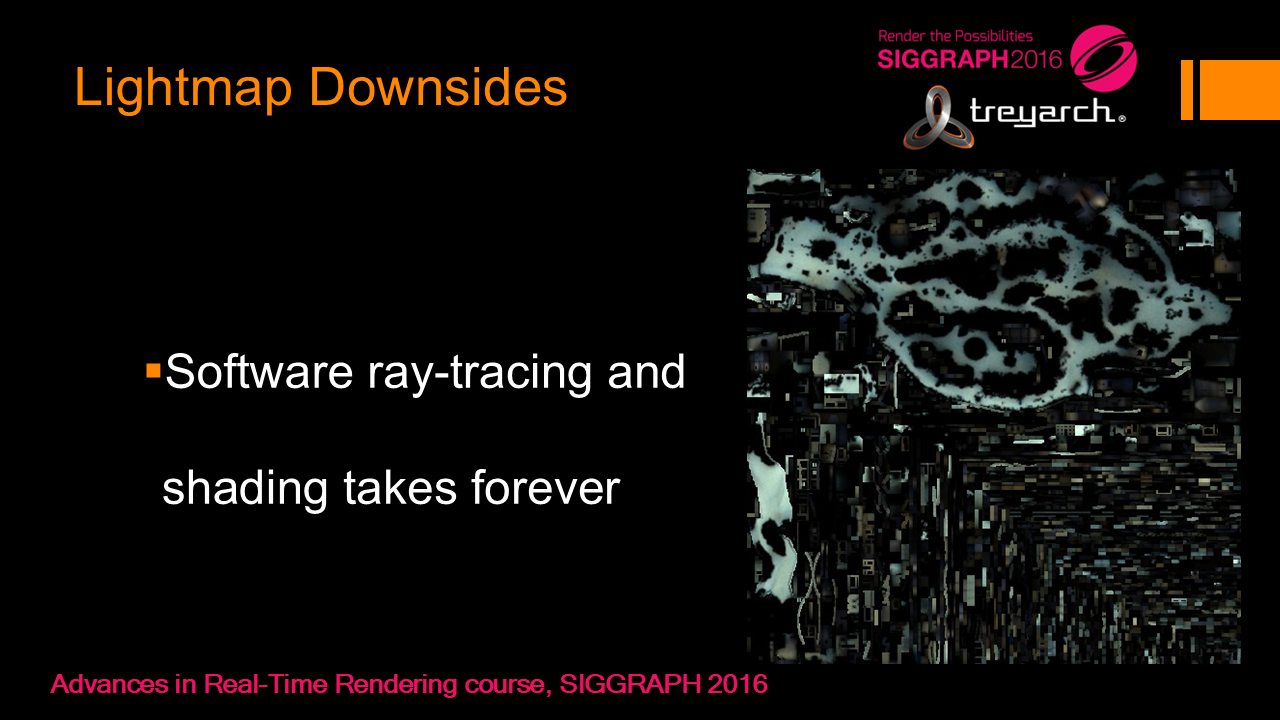 Lightmap Downsides
Render the Possibilities
SIGGRAPH2016
treyarch®
▪Software ray-tracing and
shading takes forever
Advances in Real-Time Rendering course, SIGGRAPH 2016